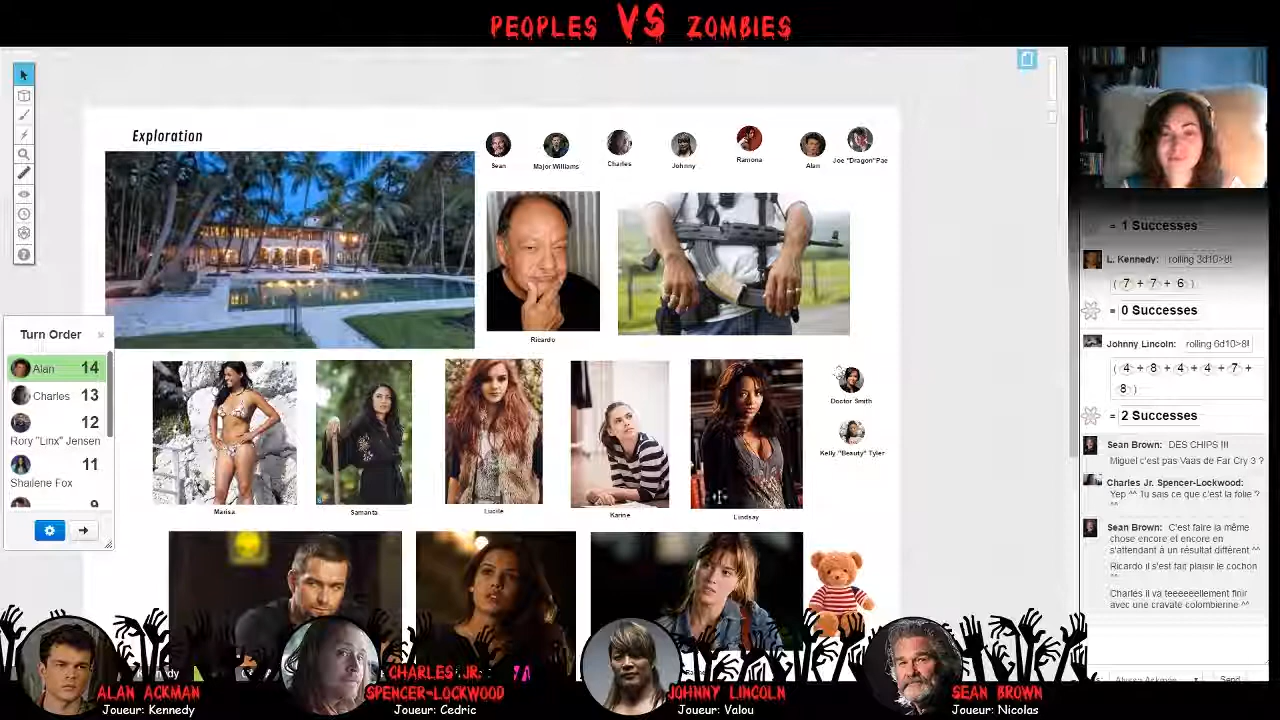 PEOPLES VS ZOMBIES
Exploration
Sean
Major Williams
Charles
Johnny
Ramona
Alan
Joe "Dragon"Pae
Ricardo
Marisa
Samanta
Lucile
Karine
Lindsay
Doctor Smith
Kelly "Beauty" Tyler
Turn Order
Alan 14
Charles 13
12
Rory "Linx" Jensen
11
Shailene Fox
9
= 1 Successes
L. Kennedy: rolling 3d10>8!
( 7 + 7 + 6 )
= 0 Successes
Johnny Lincoln: rolling 6d10>8!
( 4 + 8 + 4 + 4 + 7 +
8 )
= 2 Successes
Sean Brown: DES CHIPS !!!
Miguel c'est pas Vaas de Far Cry 3 ?
Charles Jr. Spencer-Lockwood:
Yep ^^ Tu sais ce que c'est la folie ?
^^
Sean Brown: C'est faire la même
chose encore et encore en
s'attendant à un résultat différent ^^
Ricardo il s'est fait plaisir le cochon
^^
Charles il va teeeeeellement finir
avec une cravate colombienne ^^
Send
ALAN ACKMAN
Joueur: Kennedy
CHARLES JR.
SPENCER-LOCKWOOD
Joueur: Cedric
JOHNNY LINCOLN
Joueur: Valou
SEAN BROWN
Joueur: Nicolas